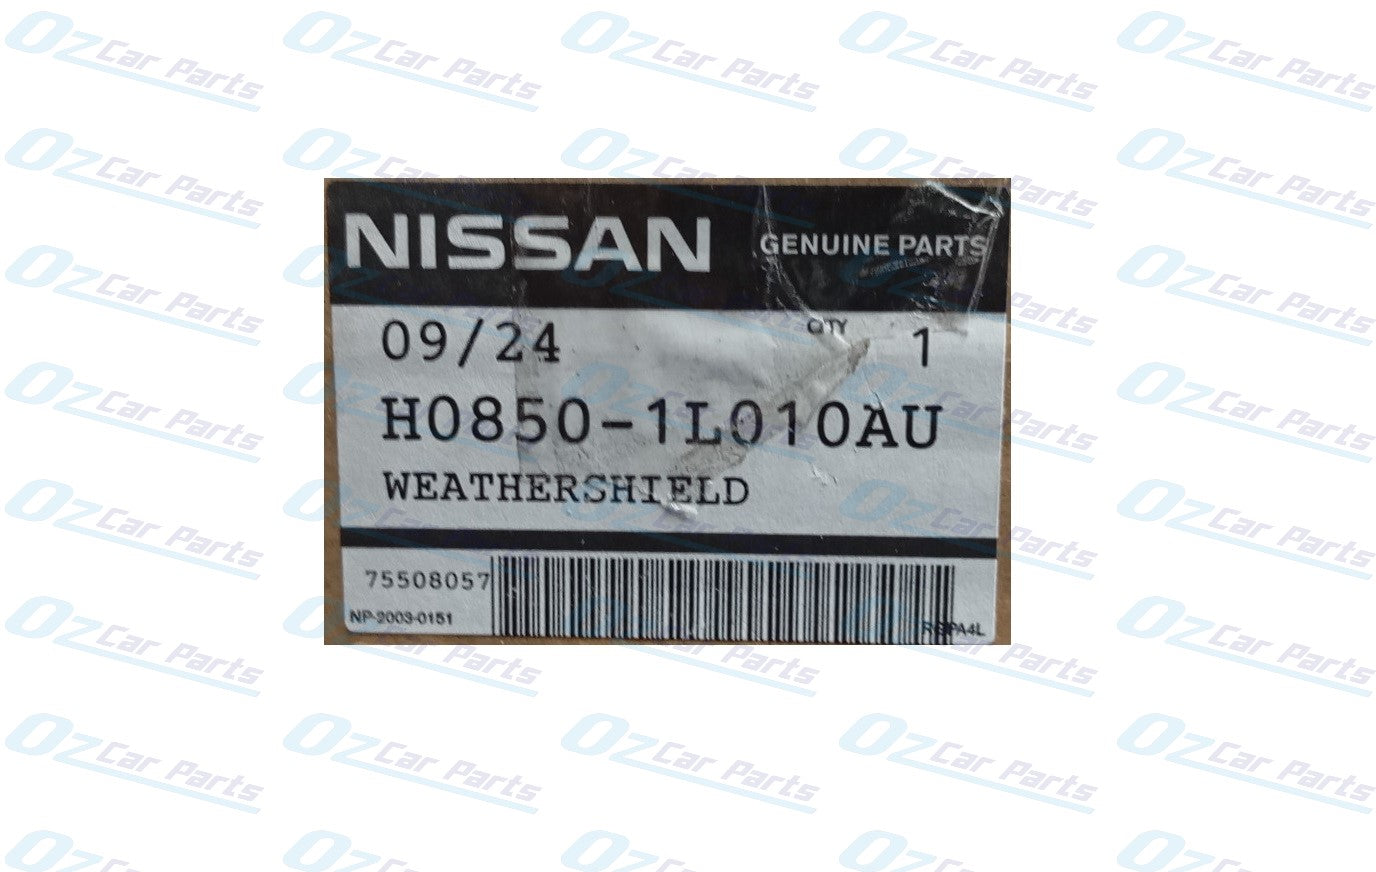 NISSAN GENUINE PARTS
09/24 QTY 1
H0850-1L010AU
WEATHERSHIELD
75508057
NP-2003-0151
Oz Car Parts